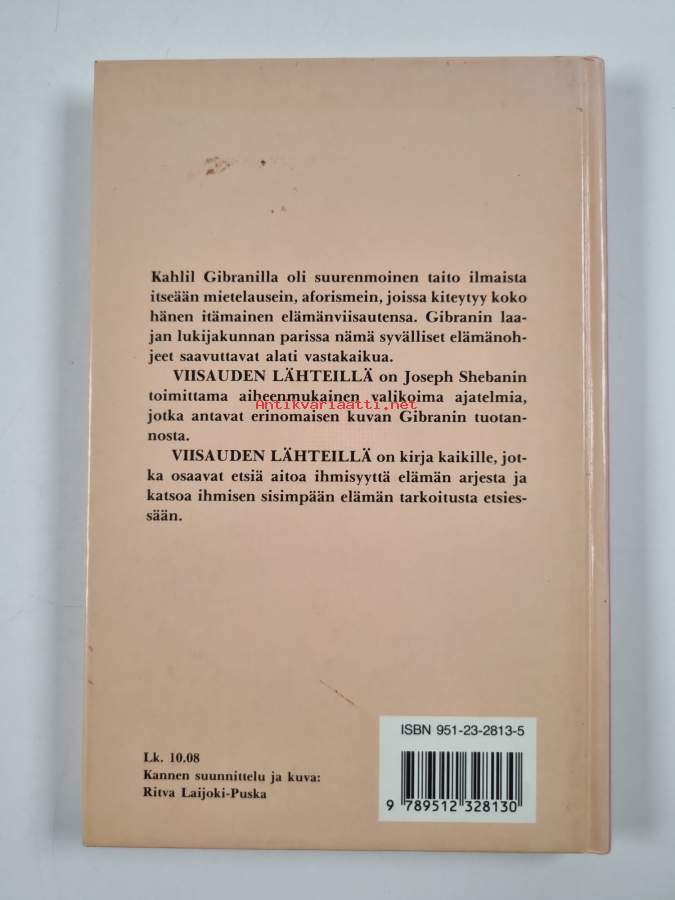 Kahlil Gibranilla oli suurenmoinen taito ilmaista
itseään mietelausein, aforismein, joissa kiteytyy koko
hänen itämainen elämänviisautensa. Gibranin laa-
jan lukijakunnan parissa nämä syvälliset elämänoh-
jeet saavuttavat alati vastakaikua.
VIISAUDEN LÄHTEILLÄ on Joseph Shebanin
toimittama aiheenmukainen valikoima ajatelmia,
Antikvariaatti.net
jotka antavat erinomaisen kuvan Gibranin tuotan-
nosta.
VIISAUDEN LÄHTEILLÄ on kirja kaikille, jot-
ka osaavat etsiä aitoa ihmisyyttä elämän arjesta ja
katsoa ihmisen sisimpään elämän tarkoitusta etsies-
sään.
ISBN 951-23-2813-5
9 789512 328130
Lk. 10.08
Kannen suunnittelu ja kuva:
Ritva Laijoki-Puska